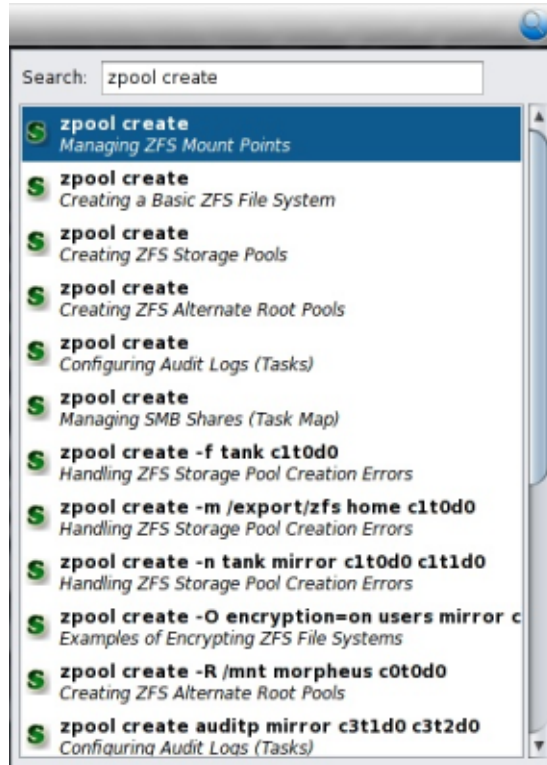 Search: zpool create
zpool create
Managing ZFS Mount Points
zpool create
Creating a Basic ZFS File System
zpool create
Creating ZFS Storage Pools
zpool create
Creating ZFS Alternate Root Pools
zpool create
Configuring Audit Logs (Tasks)
zpool create
Managing SMB Shares (Task Map)
zpool create -f tank c1t0d0
Handling ZFS Storage Pool Creation Errors
zpool create -m /export/zfs home c1t0d0
Handling ZFS Storage Pool Creation Errors
zpool create -n tank mirror c1t0d0 c1t1d0
Handling ZFS Storage Pool Creation Errors
zpool create -O encryption=on users mirror c
Examples of Encrypting ZFS File Systems
zpool create -R /mnt morpheus c0t0d0
Creating ZFS Alternate Root Pools
zpool create auditp mirror c3t1d0 c3t2d0
Configuring Audit Logs (Tasks)